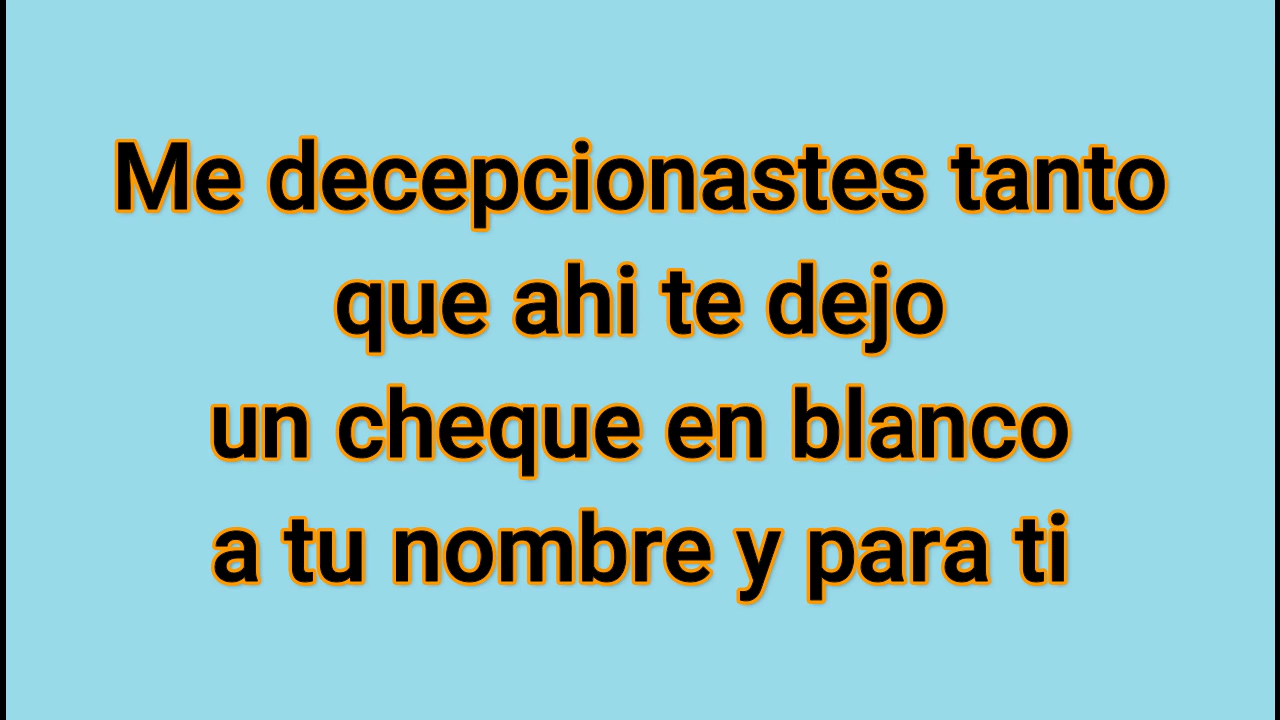 Me decepcionastes tanto
que ahi te dejo
un cheque en blanco
a tu nombre y para ti